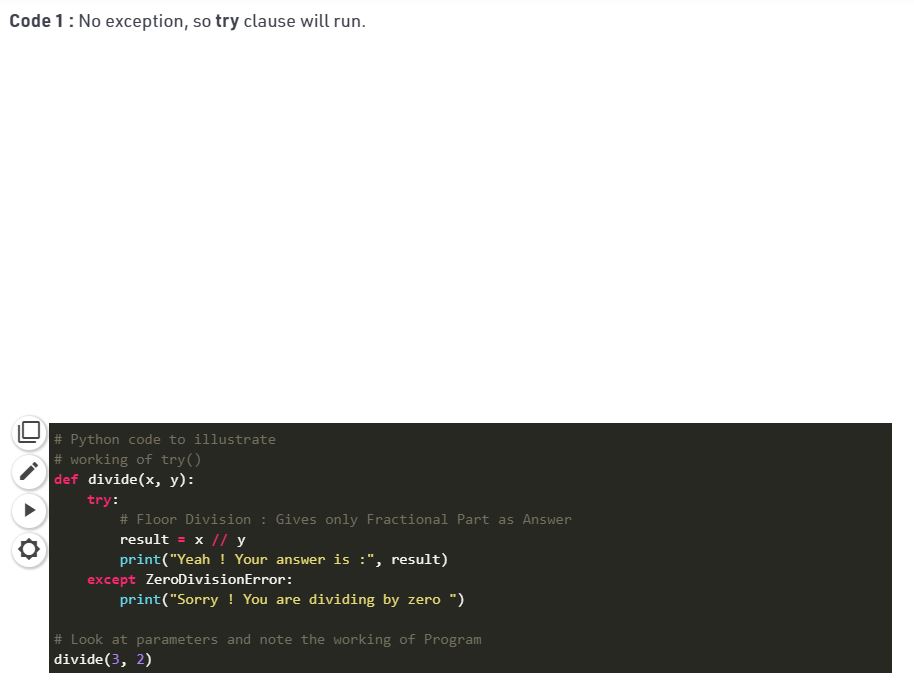 Code 1 : No exception, so try clause will run.
# Python code to illustrate
# working of try()
def divide(x, y):
    try:
        # Floor Division : Gives only Fractional Part as Answer
        result = x // y
        print("Yeah ! Your answer is :", result)
    except ZeroDivisionError:
        print("Sorry ! You are dividing by zero ")
# Look at parameters and note the working of Program
divide(3, 2)